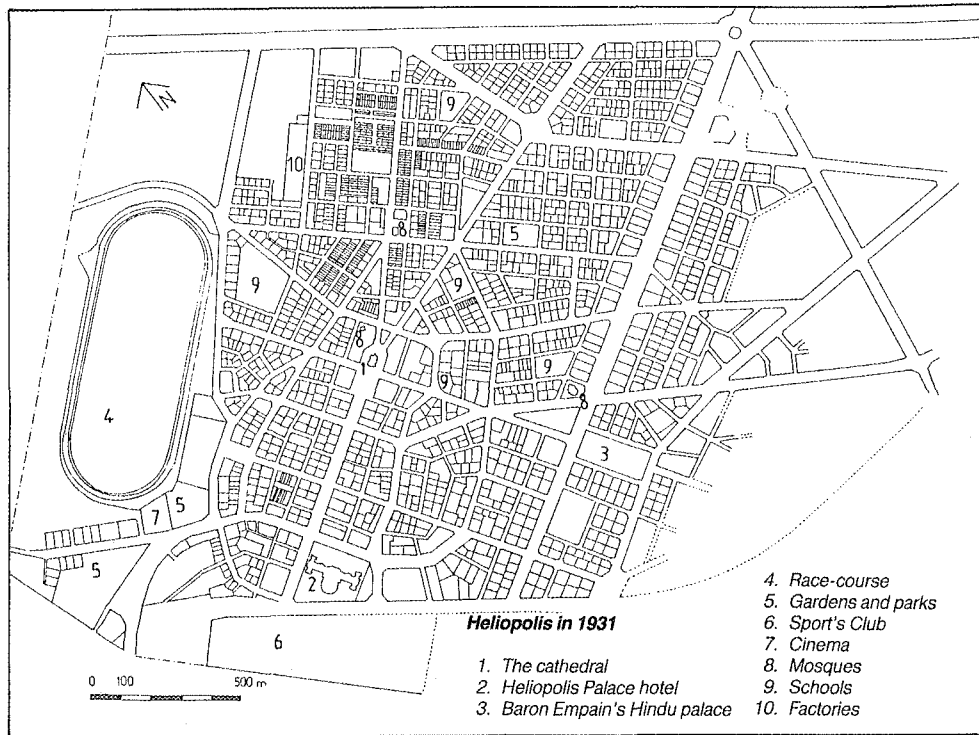 N
9
10
8
5
9
9
8
1
9
9
8
4
3
5
7
5
2
6
0 100 500 m
Heliopolis in 1931
1. The cathedral
2. Heliopolis Palace hotel
3. Baron Empain's Hindu palace
4. Race-course
5. Gardens and parks
6. Sport's Club
7. Cinema
8. Mosques
9. Schools
10. Factories